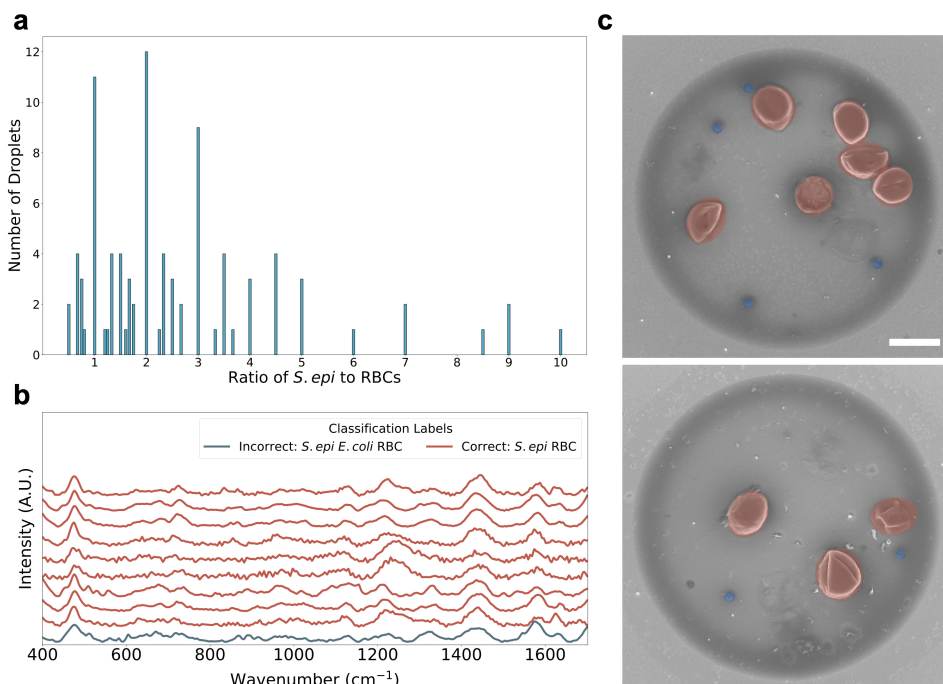 a
12
10
8
6
4
2
0
Number of Droplets
1 2 3 4 5 6 7 8 9 10
Ratio of S. epi to RBCs
b
Classification Labels
Incorrect: S. epi E. coli RBC Correct: S. epi RBC
Intensity (A.U.)
400 600 800 1000 1200 1400 1600
Wavenumber (cm⁻¹)
c